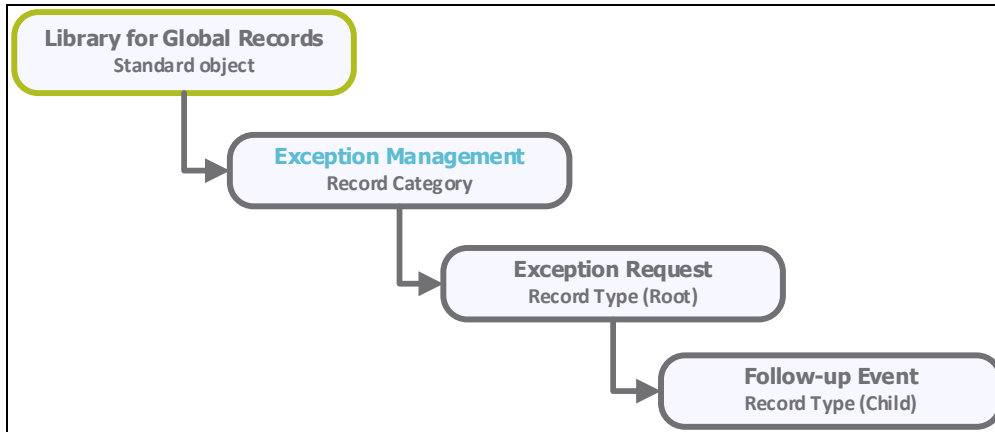 Library for Global Records
Standard object
Exception Management
Record Category
Exception Request
Record Type (Root)
Follow-up Event
Record Type (Child)